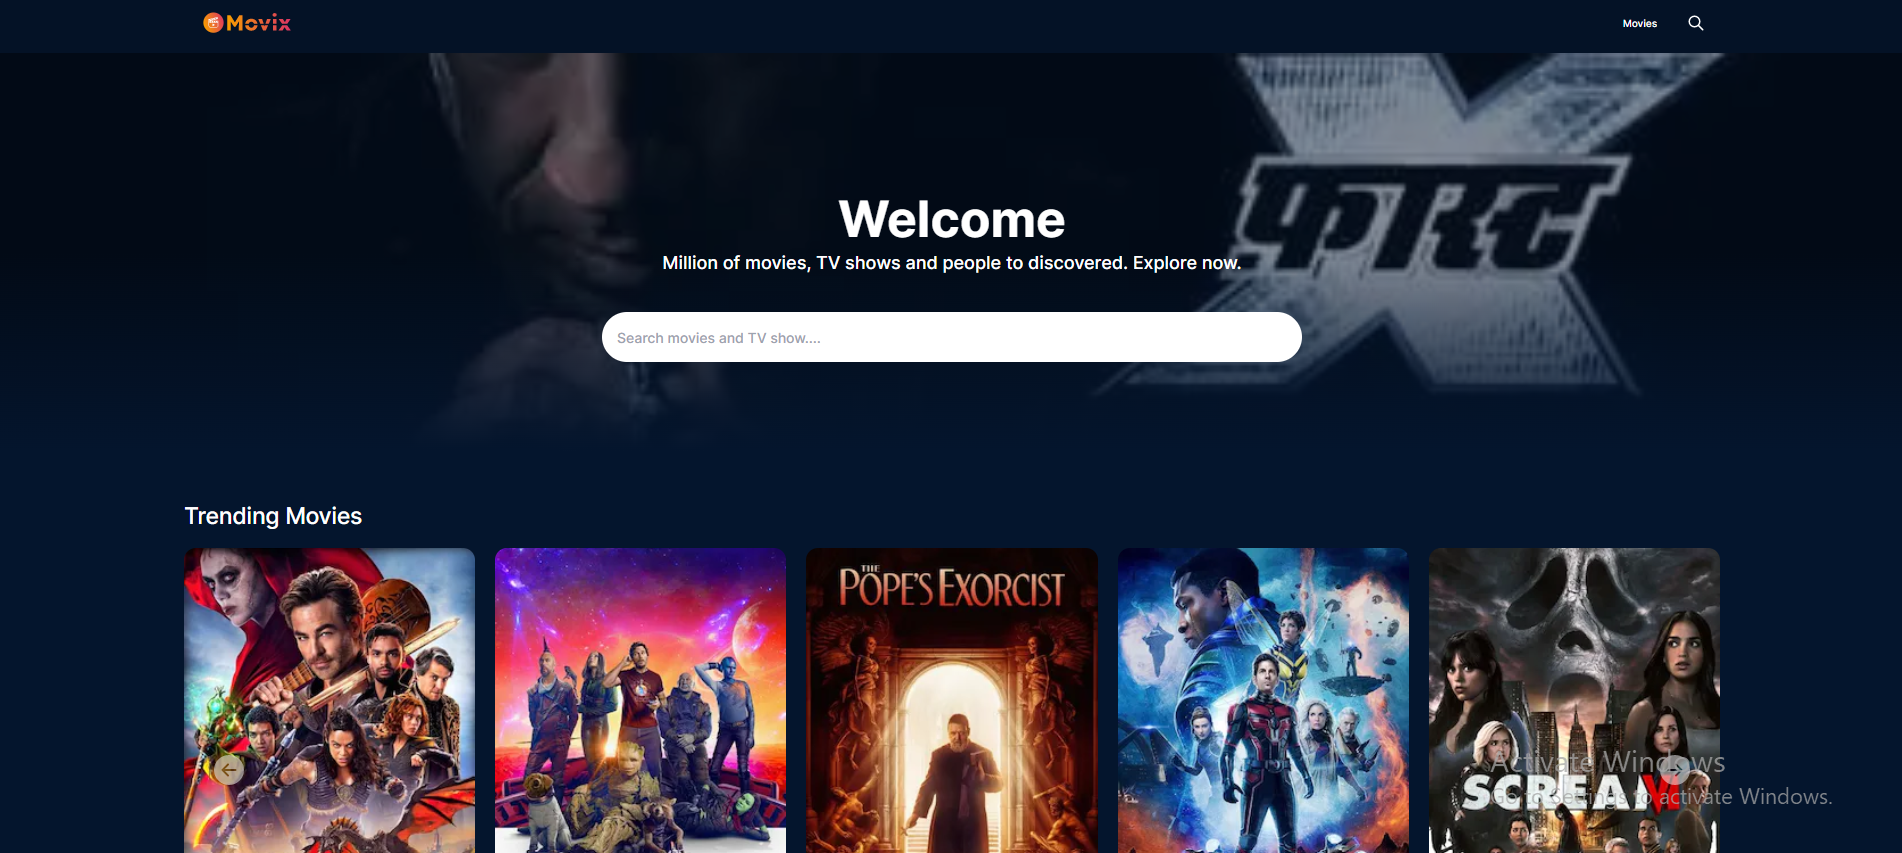 Movix
Movies
फास्ट
X
Welcome
Million of movies, TV shows and people to discovered. Explore now.
Search movies and TV show....
Trending Movies
THE
POPE'S EXORCIST
SCREAM VI
Activate Windows
Go to Settings to activate Windows.